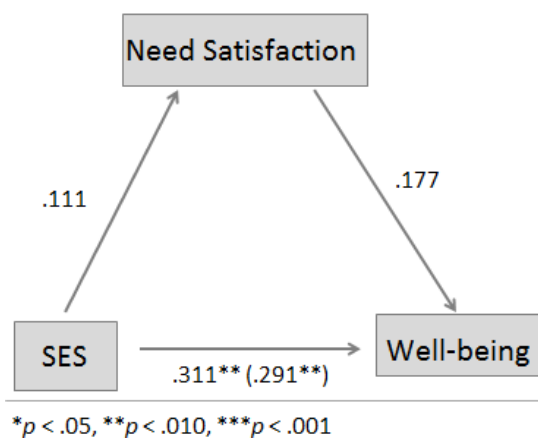 Need Satisfaction
.111
.177
SES
Well-being
.311** (.291**)
*p < .05, **p < .010, ***p < .001